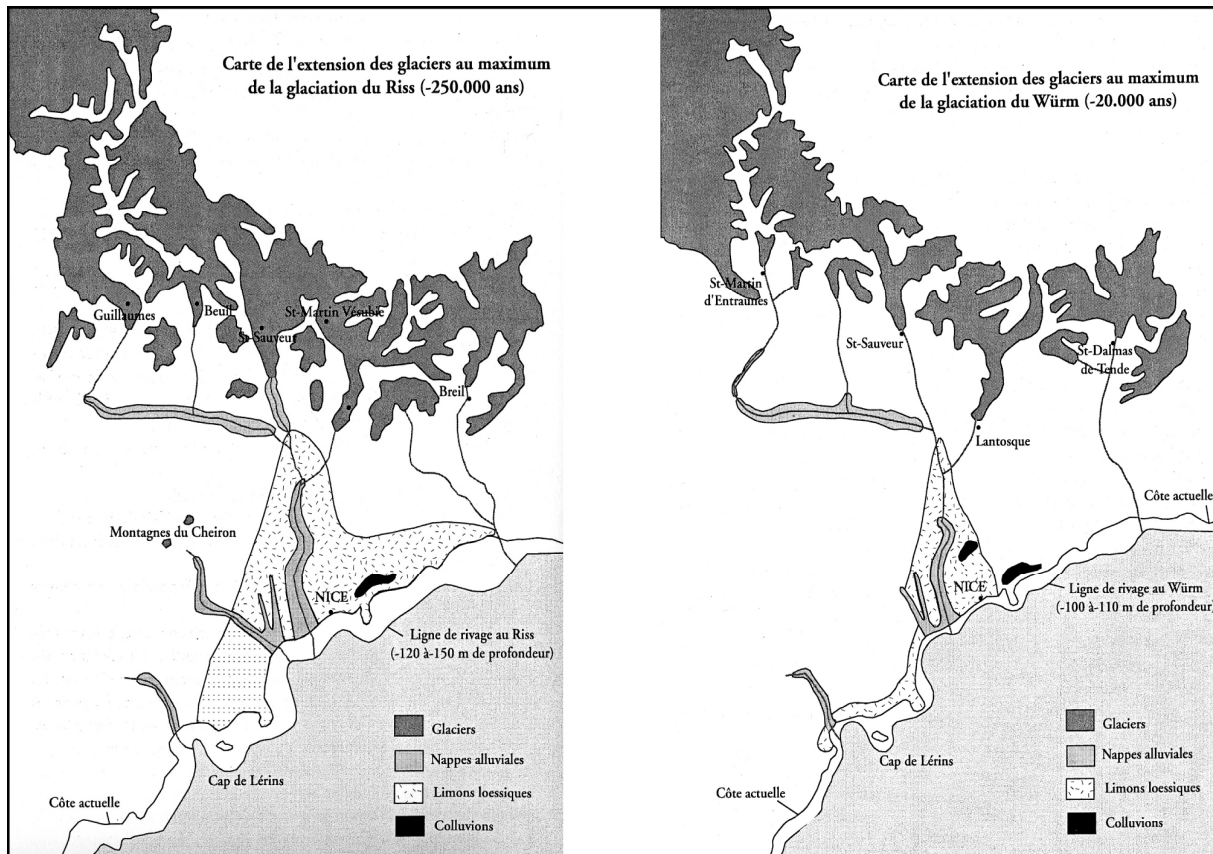 Carte de l'extension des glaciers au maximum
de la glaciation du Riss (-250.000 ans)
Guillaumes
Beuil
St-Sauveur
St-Martin Vésubie
Breil
Montagnes du Cheiron
NICE
Ligne de rivage au Riss
(-120 à-150 m de profondeur)
Cap de Lérins
Côte actuelle
Glaciers
Nappes alluviales
Limons loessiques
Colluvions
Carte de l'extension des glaciers au maximum
de la glaciation du Würm (-20.000 ans)
St-Martin
d'Entraunes
St-Sauveur
St-Dalmas
de Tende
Lantosque
Côte actuelle
NICE
Ligne de rivage au Würm
(-100 à-110 m de profondeur)
Cap de Lérins
Côte actuelle
Glaciers
Nappes alluviales
Limons loessiques
Colluvions